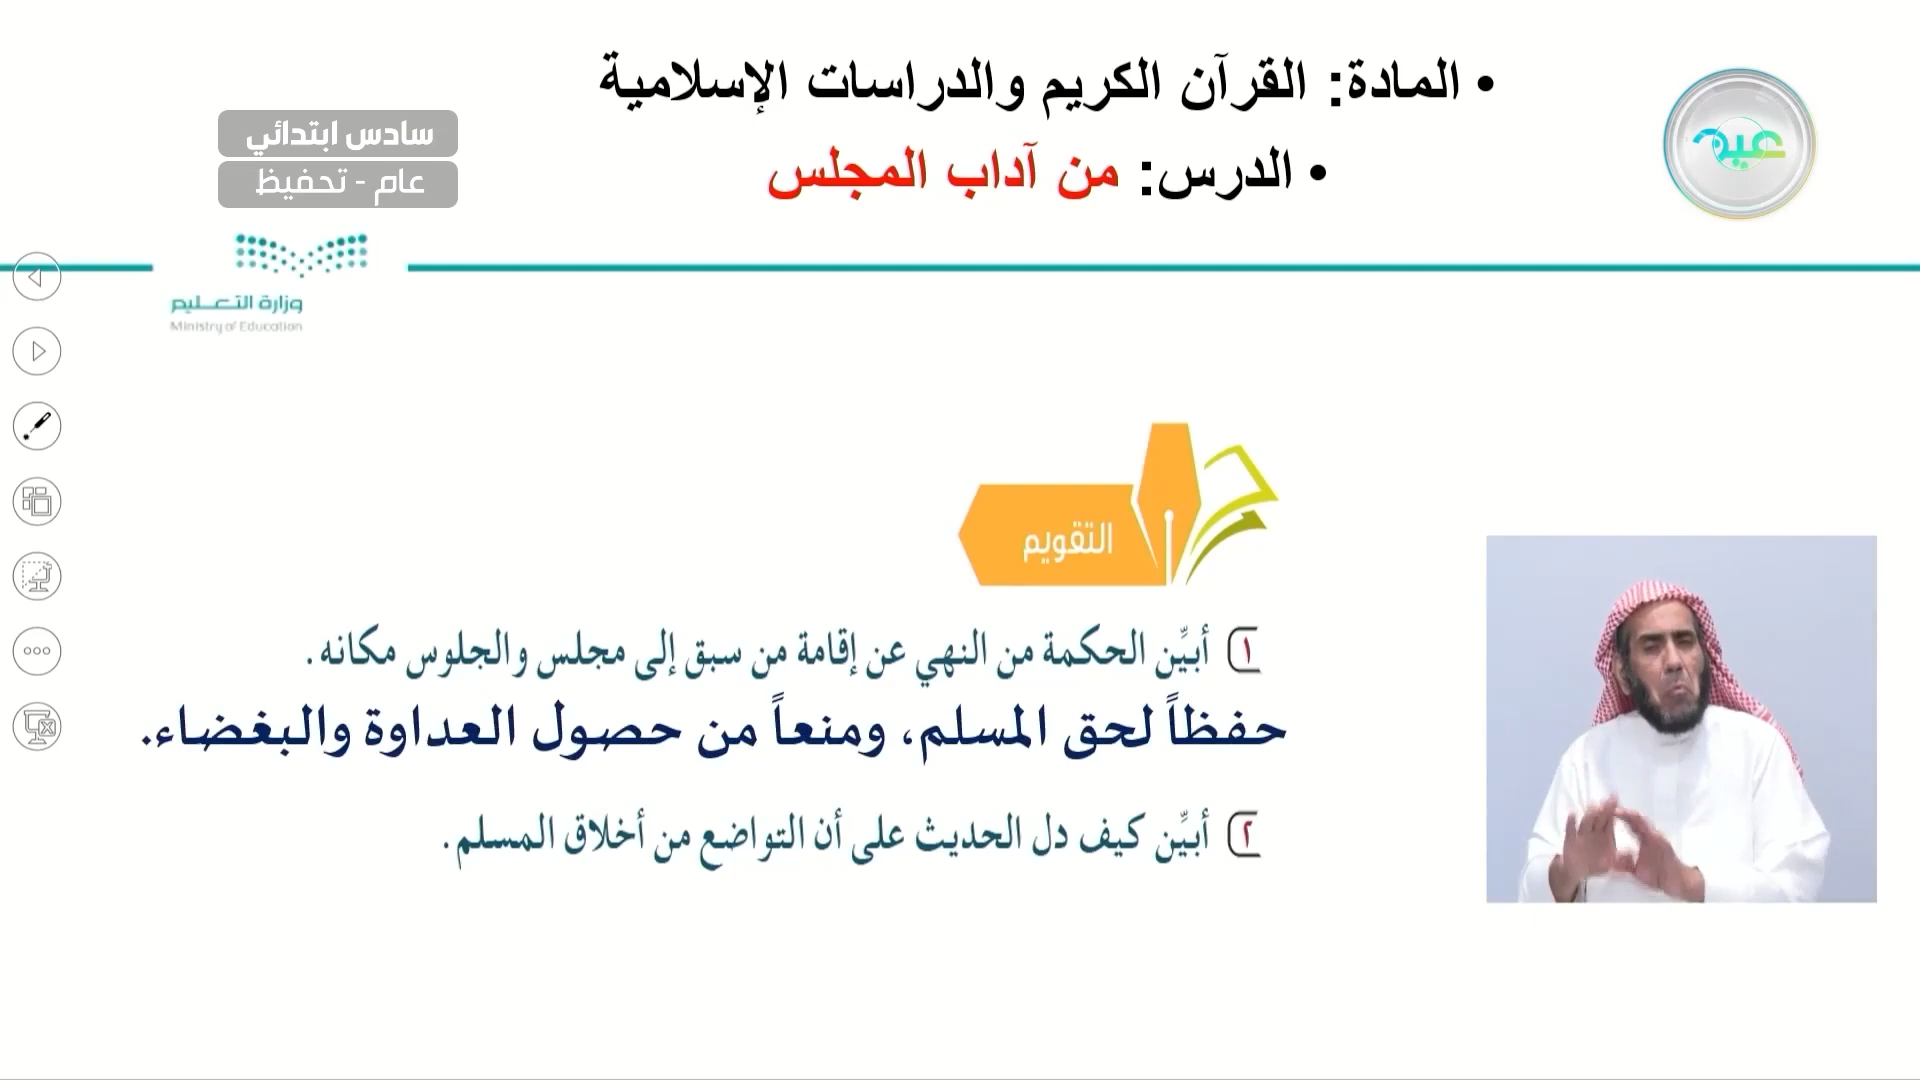 • المادة: القرآن الكريم والدراسات الإسلامية
• الدرس: من آداب المجلس
عين
سادس ابتدائي
عام - تحفيظ
وزارة التعليم
Ministry of Education
التقويم
١ أبيِّن الحكمة من النهي عن إقامة من سبق إلى مجلس والجلوس مكانه.
حفظاً لحق المسلم، ومنعاً من حصول العداوة والبغضاء.
٢ أبيِّن كيف دل الحديث على أن التواضع من أخلاق المسلم.